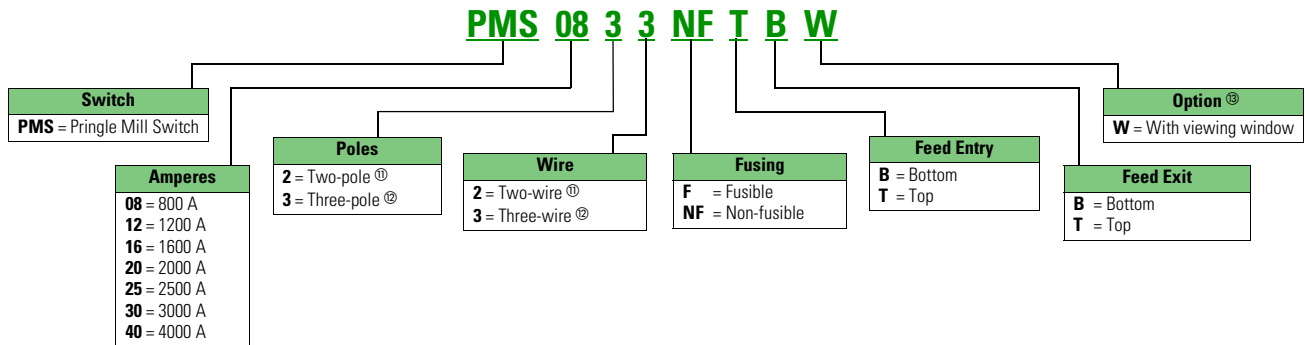 PMS 08 3 3 NF T B W
Switch
PMS = Pringle Mill Switch
Amperes
08 = 800 A
12 = 1200 A
16 = 1600 A
20 = 2000 A
25 = 2500 A
30 = 3000 A
40 = 4000 A
Poles
2 = Two-pole ⑪
3 = Three-pole ⑫
Wire
2 = Two-wire ⑪
3 = Three-wire ⑫
Fusing
F = Fusible
NF = Non-fusible
Feed Entry
B = Bottom
T = Top
Feed Exit
B = Bottom
T = Top
Option ⑬
W = With viewing window